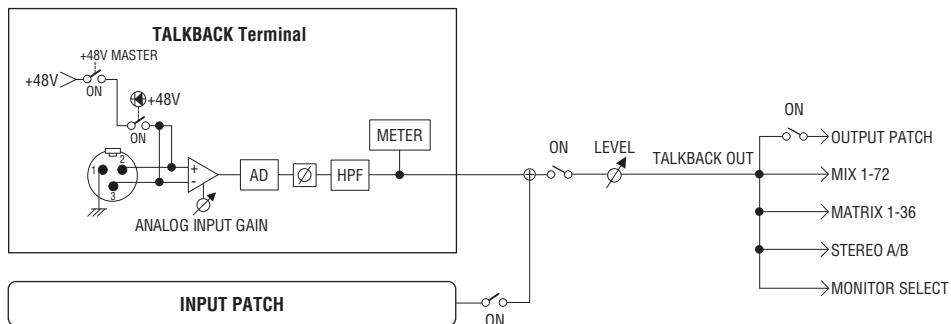 TALKBACK Terminal
+48V MASTER
+48V
ON
+48V
ON
METER
1
2
3
+
-
AD
HPF
ANALOG INPUT GAIN
ON
LEVEL
TALKBACK OUT
ON
OUTPUT PATCH
MIX 1-72
MATRIX 1-36
STEREO A/B
MONITOR SELECT
INPUT PATCH
ON